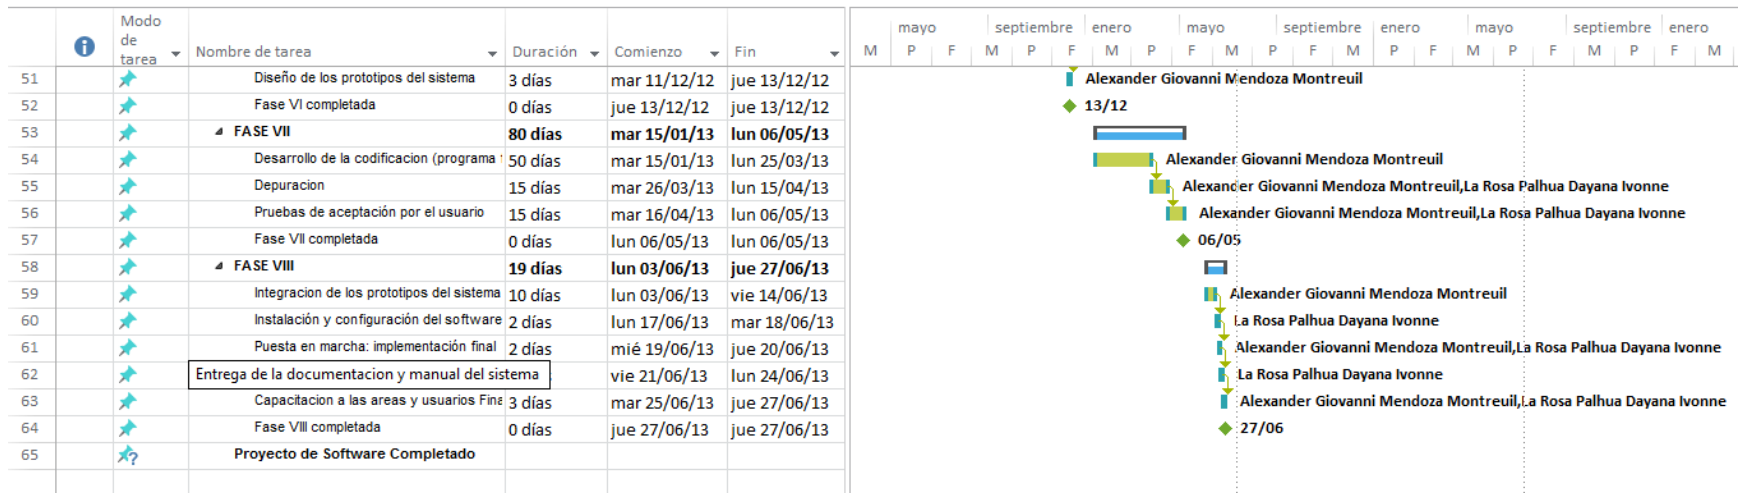 Modo de tarea Nombre de tarea Duración Comienzo Fin
mayo septiembre enero mayo septiembre enero mayo septiembre enero
M P F M P F M P F M P F M P F M P F M
51 Diseño de los prototipos del sistema 3 días mar 11/12/12 jue 13/12/12 Alexander Giovanni Mendoza Montreuil
52 Fase VI completada 0 días jue 13/12/12 jue 13/12/12 13/12
53 FASE VII 80 días mar 15/01/13 lun 06/05/13
54 Desarrollo de la codificacion (programa 50 días mar 15/01/13 lun 25/03/13 Alexander Giovanni Mendoza Montreuil
55 Depuracion 15 días mar 26/03/13 lun 15/04/13 Alexander Giovanni Mendoza Montreuil,La Rosa Palhua Dayana Ivonne
56 Pruebas de aceptación por el usuario 15 días mar 16/04/13 lun 06/05/13 Alexander Giovanni Mendoza Montreuil,La Rosa Palhua Dayana Ivonne
57 Fase VII completada 0 días lun 06/05/13 lun 06/05/13 06/05
58 FASE VIII 19 días lun 03/06/13 jue 27/06/13
59 Integracion de los prototipos del sistema 10 días lun 03/06/13 vie 14/06/13 Alexander Giovanni Mendoza Montreuil
60 Instalación y configuración del software 2 días lun 17/06/13 mar 18/06/13 La Rosa Palhua Dayana Ivonne
61 Puesta en marcha: implementación final 2 días mié 19/06/13 jue 20/06/13 Alexander Giovanni Mendoza Montreuil,La Rosa Palhua Dayana Ivonne
62 Entrega de la documentacion y manual del sistema vie 21/06/13 lun 24/06/13 La Rosa Palhua Dayana Ivonne
63 Capacitacion a las areas y usuarios Fina 3 días mar 25/06/13 jue 27/06/13 Alexander Giovanni Mendoza Montreuil,La Rosa Palhua Dayana Ivonne
64 Fase VIII completada 0 días jue 27/06/13 jue 27/06/13 27/06
65 Proyecto de Software Completado